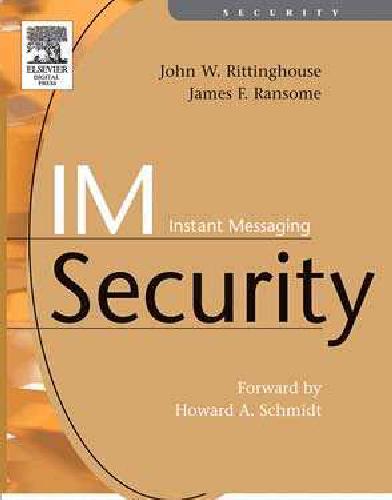 SECURITY
ELSEVIER
DIGITAL
PRESS
John W. Rittinghouse
James F. Ransome
IM
Instant Messaging
Security
Forward by
Howard A. Schmidt